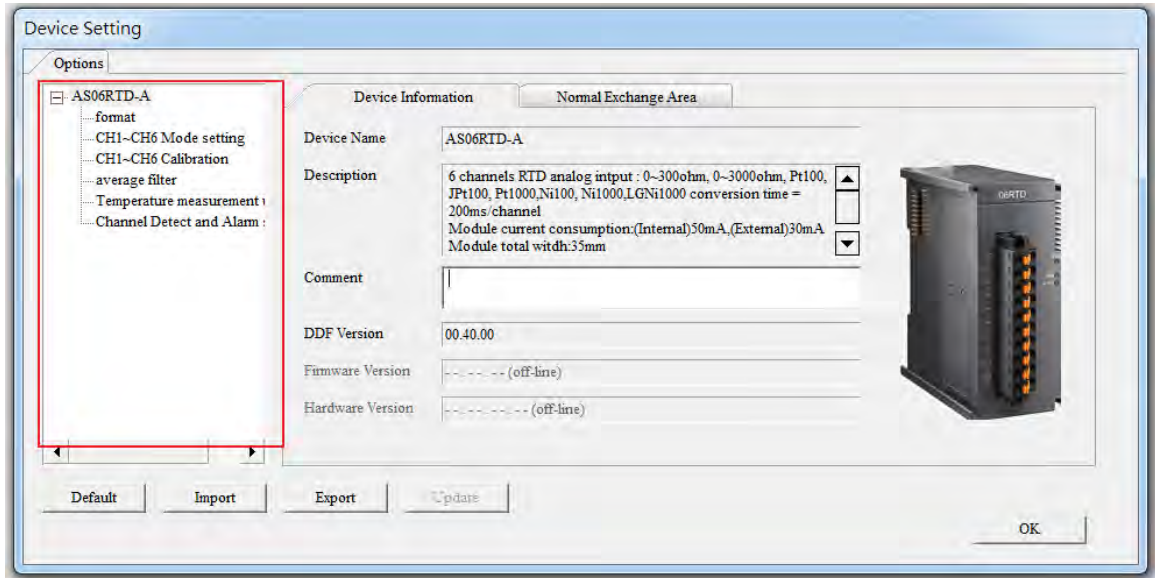 Device Setting
Options
AS06RTD-A
format
CH1~CH6 Mode setting
CH1~CH6 Calibration
average filter
Temperature measurement
Channel Detect and Alarm
Device Information
Normal Exchange Area
Device Name
AS06RTD-A
Description
6 channels RTD analog intput : 0~300ohm, 0~3000ohm, Pt100,
JPt100, Pt1000,Ni100, Ni1000,LGNi1000 conversion time =
200ms/channel
Module current consumption:(Internal)50mA,(External)30mA
Module total witdh:35mm
Comment
DDF Version
00.40.00
Firmware Version
--.--.-- (off-line)
Hardware Version
--.--.--.-- (off-line)
06RTD
Default
Import
Export
Update
OK